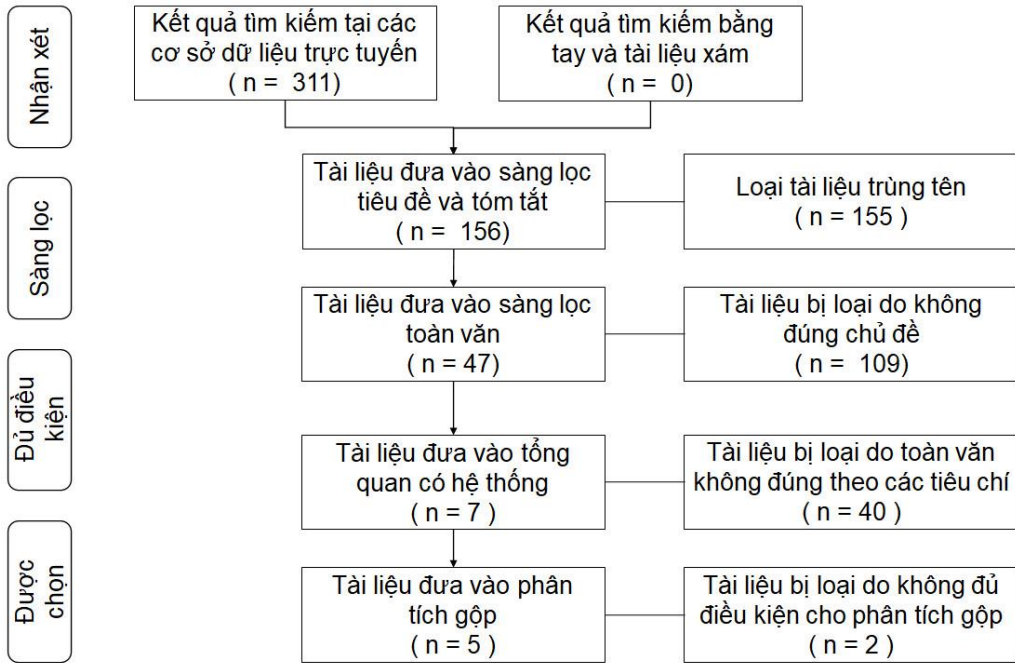 Nhận xét
Kết quả tìm kiếm tại các
cơ sở dữ liệu trực tuyến
( n =  311)
Kết quả tìm kiếm bằng
tay và tài liệu xám
( n =  0)
Sàng lọc
Tài liệu đưa vào sàng lọc
tiêu đề và tóm tắt
( n =  156)
Loại tài liệu trùng tên
( n = 155 )
Tài liệu đưa vào sàng lọc
toàn văn
( n = 47)
Tài liệu bị loại do không
đúng chủ đề
( n =  109)
Đủ điều
kiện
Tài liệu đưa vào tổng
quan có hệ thống
( n = 7 )
Tài liệu bị loại do toàn văn
không đúng theo các tiêu chí
( n = 40 )
Được
chọn
Tài liệu đưa vào phân
tích gộp
( n = 5 )
Tài liệu bị loại do không đủ
điều kiện cho phân tích gộp
( n = 2 )